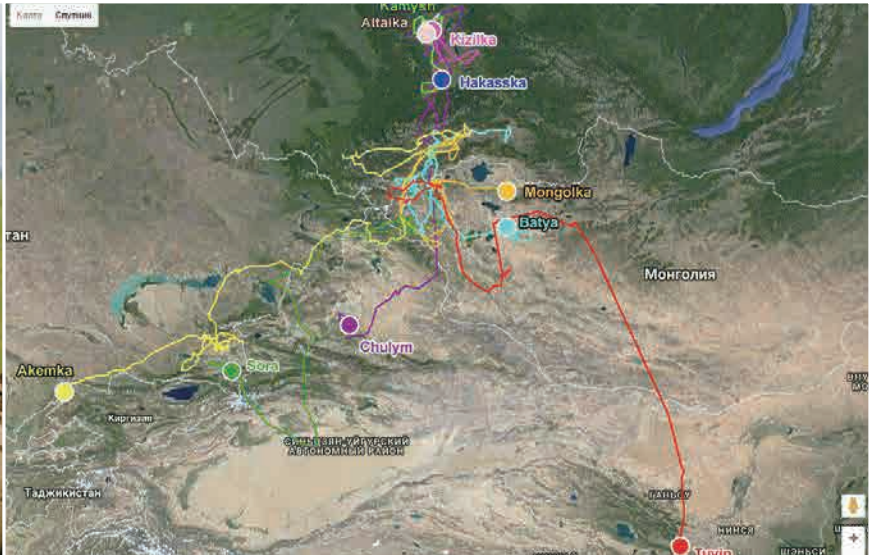 Карта Спутник
Kamysh
Altaika
Kizilka
Hakasska
Mongolka
Batya
тан
Монголия
Chulym
Akemka
Sora
Киргизия
СИНЬЦЗЯН-УЙГУРСКИЙ
АВТОНОМНЫЙ РАЙОН
Таджикистан
ГАНЬСУ
НИНСЯ
ШЭНЬСИ
Tuvin